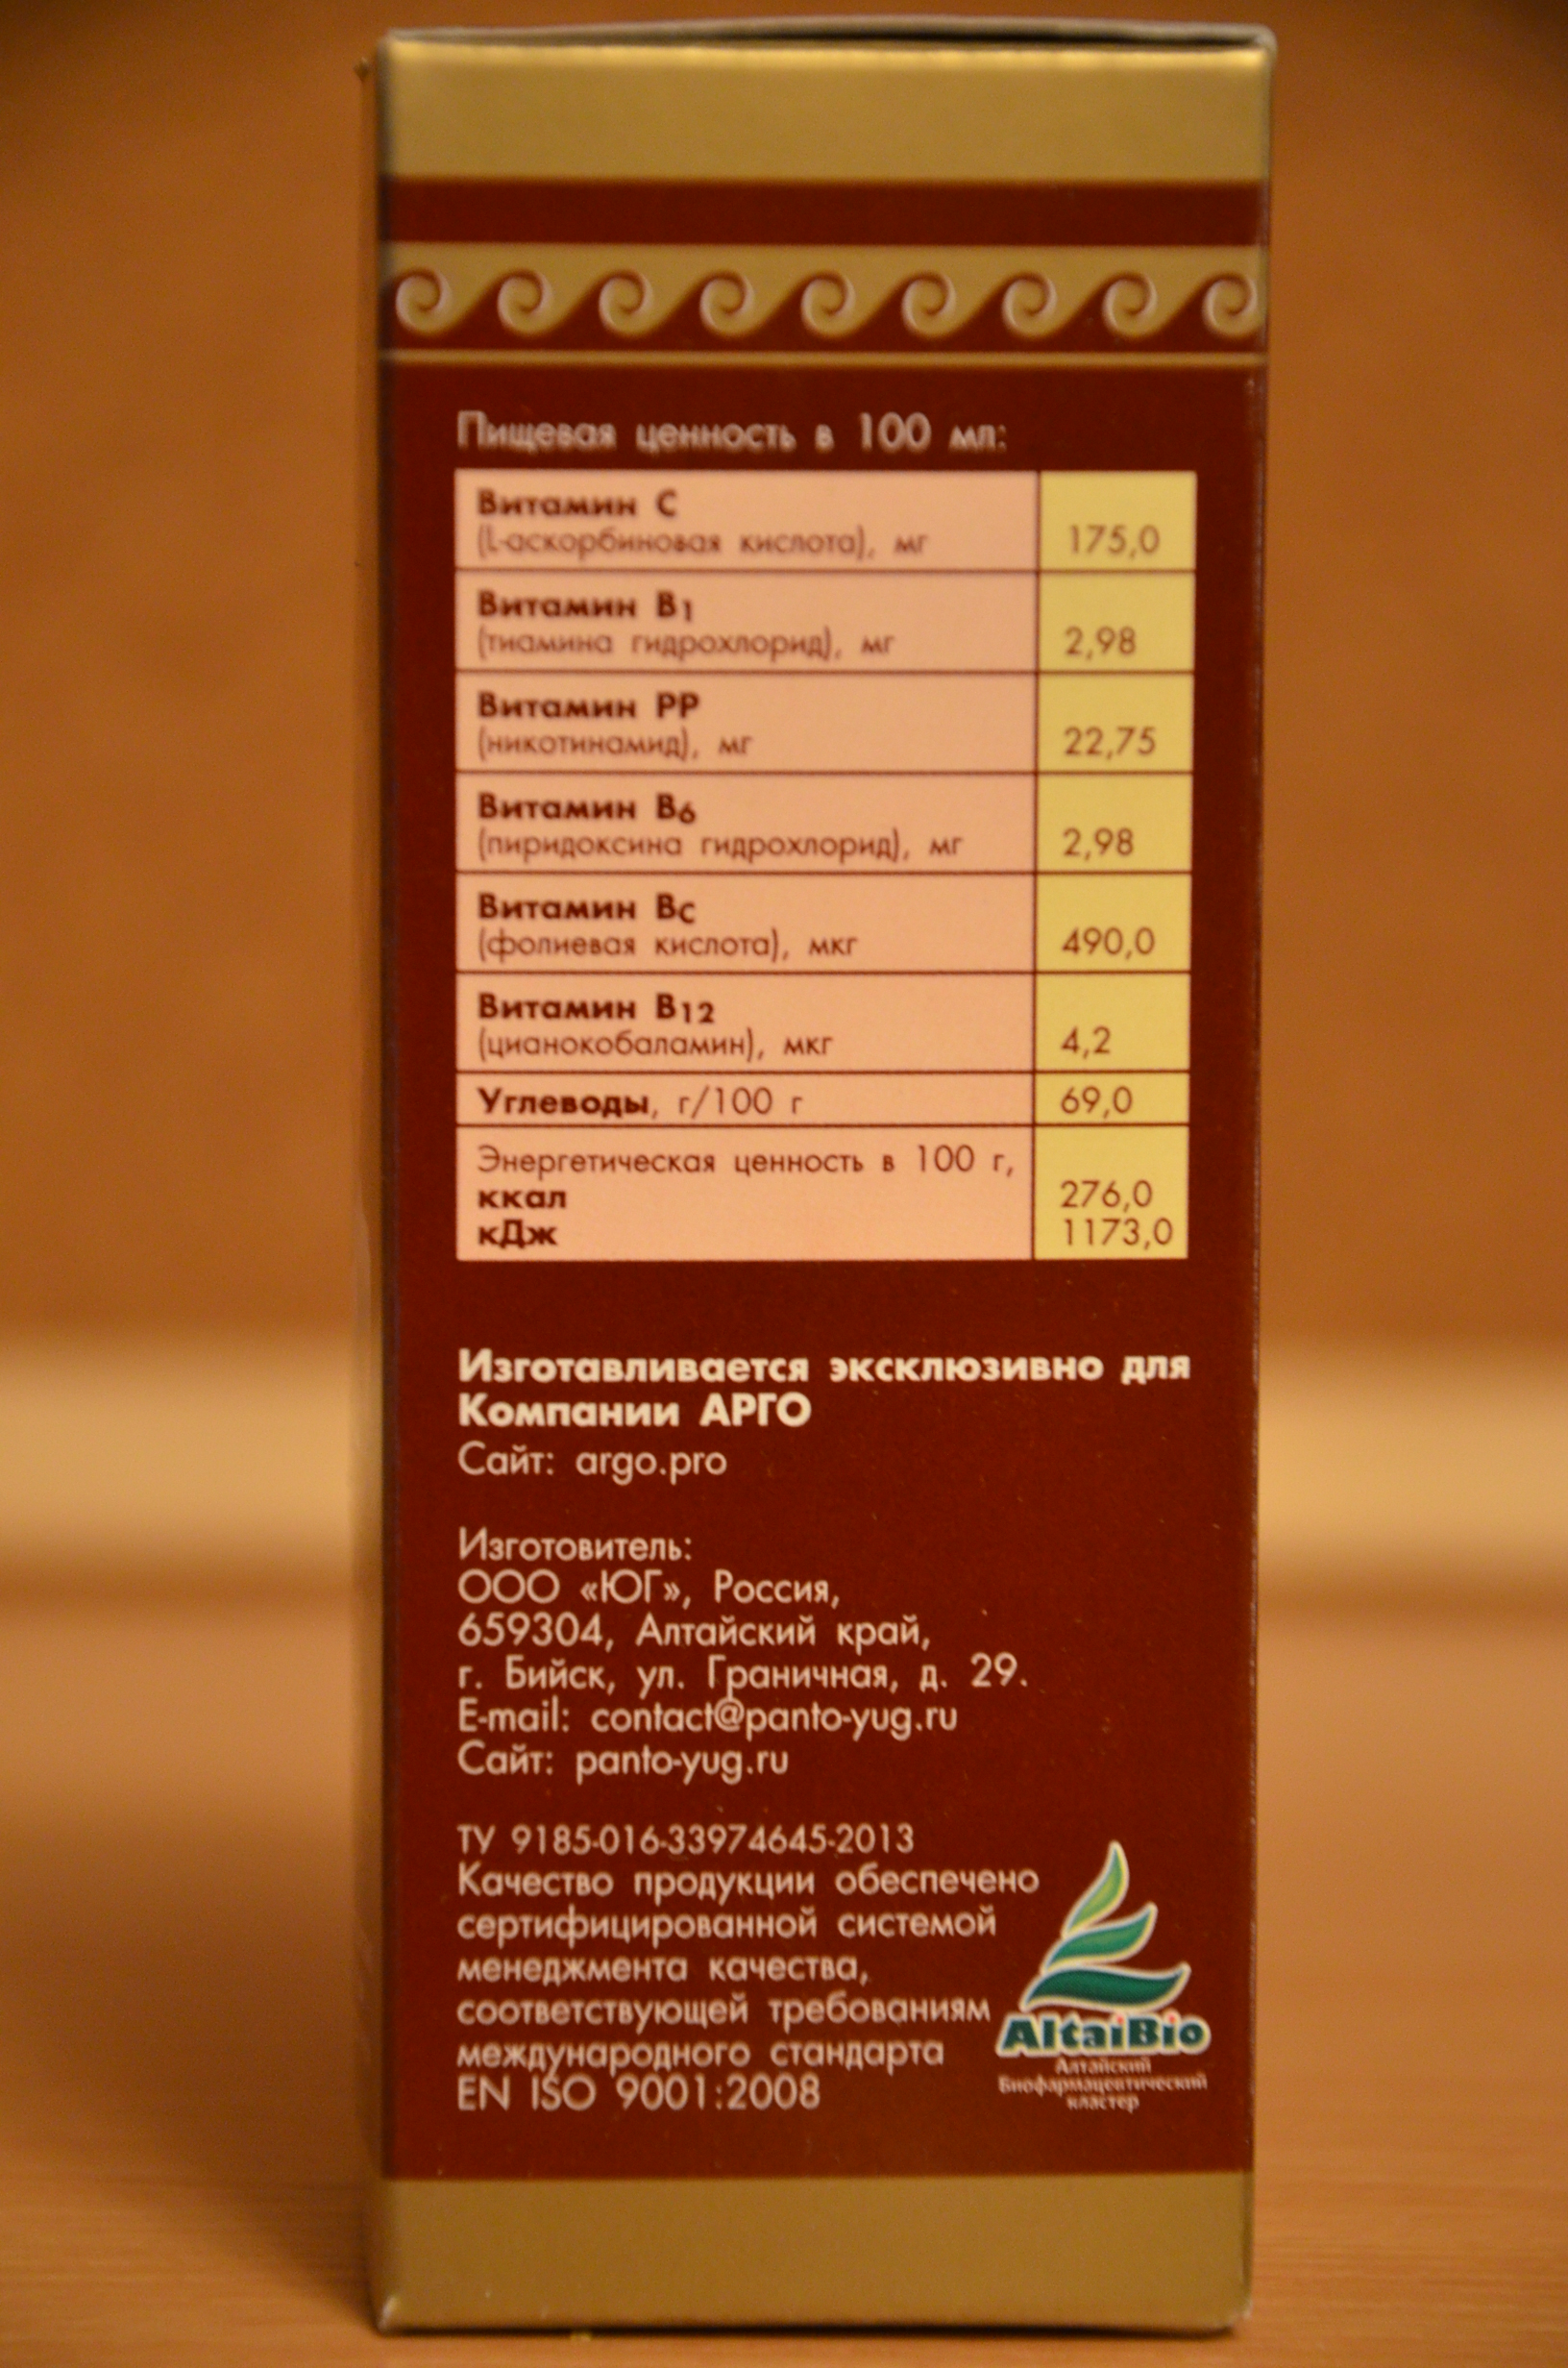 Пищевая ценность в 100 мл:
Витамин C
(L-аскорбиновая кислота), мг 175,0
Витамин B1
(тиамина гидрохлорид), мг 2,98
Витамин PP
(никотинамид), мг 22,75
Витамин B6
(пиридоксина гидрохлорид), мг 2,98
Витамин BC
(фолиевая кислота), мкг 490,0
Витамин B12
(цианокобаламин), мкг 4,2
Углеводы, г/100 г 69,0
Энергетическая ценность в 100 г,
ккал 276,0
кДж 1173,0
Изготавливается эксклюзивно для
Компании АРГО
Сайт: argo.pro
Изготовитель:
ООО «ЮГ», Россия,
659304, Алтайский край,
г. Бийск, ул. Граничная, д. 29.
E-mail: contact@panto-yug.ru
Сайт: panto-yug.ru
ТУ 9185-016-33974645-2013
Качество продукции обеспечено
сертифицированной системой
менеджмента качества,
соответствующей требованиям
международного стандарта
EN ISO 9001:2008
AltaiBio
Алтайский
Биофармацевтический
кластер